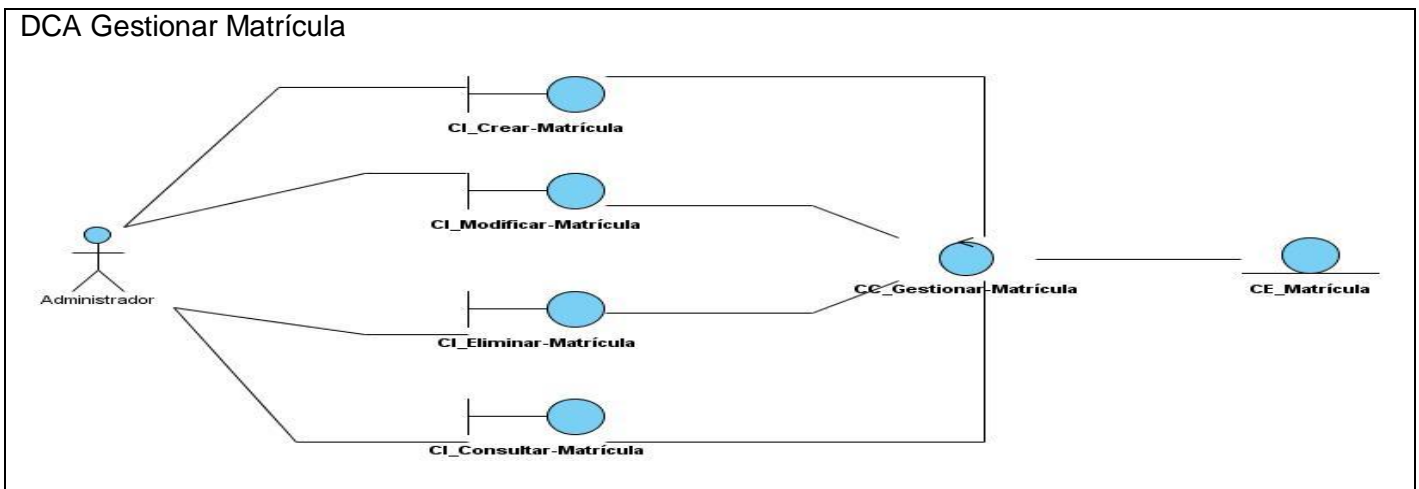 DCA Gestionar Matrícula
CI_Crear-Matrícula
CI_Modificar-Matrícula
Administrador
CC_Gestionar-Matrícula
CE_Matrícula
CI_Eliminar-Matrícula
CI_Consultar-Matrícula